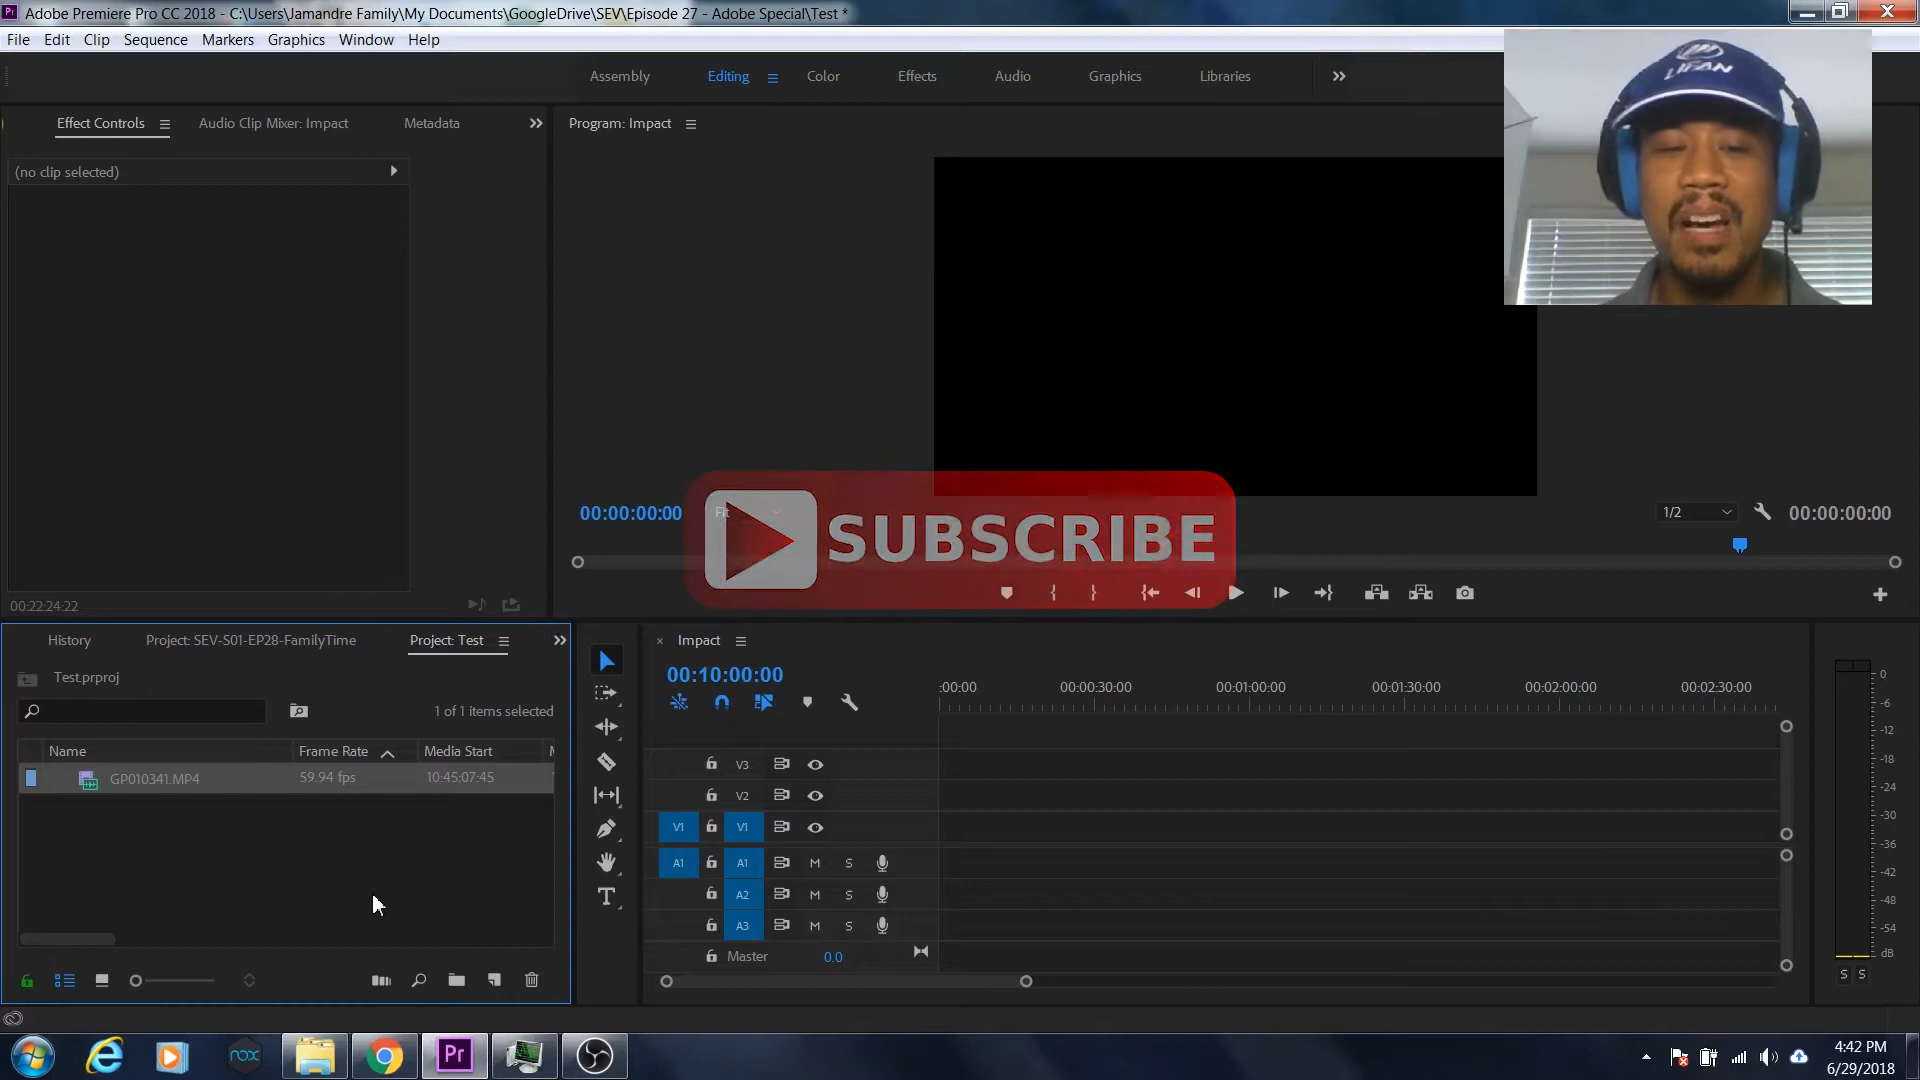 Adobe Premiere Pro CC 2018 - C:\Users\Jamandre Family\My Documents\GoogleDrive\SEV\Episode 27 - Adobe Special\Test *
File Edit Clip Sequence Markers Graphics Window Help
Assembly Editing Color Effects Audio Graphics Libraries
LIFAN
Effect Controls Audio Clip Mixer: Impact Metadata
Program: Impact
(no clip selected)
00:00:00:00 Fit 1/2 00:00:00:00
SUBSCRIBE
00:22:24:22
History Project: SEV-S01-EP28-FamilyTime Project: Test
Test.prproj
1 of 1 items selected
Name Frame Rate Media Start
GP010341.MP4 59.94 fps 10:45:07:45
× Impact
00:10:00:00
:00:00 00:00:30:00 00:01:00:00 00:01:30:00 00:02:00:00 00:02:30:00
V3
V2
V1 V1
A1 A1 M S
A2 M S
A3 M S
Master 0.0
0
-6
-12
-18
-24
-30
-36
-42
-48
-54
dB
S S
T
nox
Pr
4:42 PM
6/29/2018